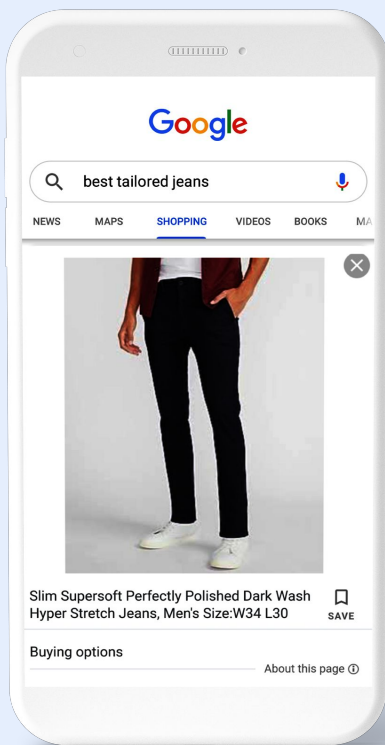 Google
best tailored jeans
NEWS MAPS SHOPPING VIDEOS BOOKS MA
Slim Supersoft Perfectly Polished Dark Wash
Hyper Stretch Jeans, Men's Size:W34 L30
SAVE
Buying options
About this page